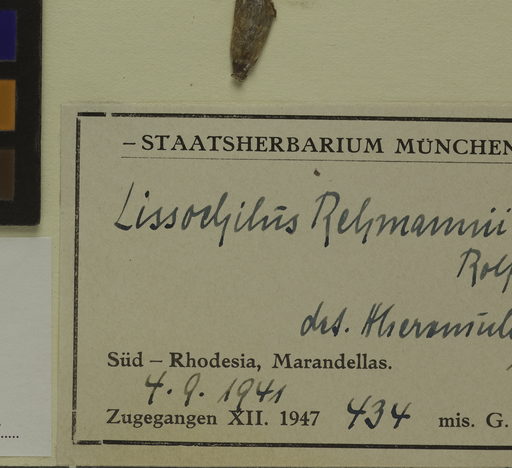 – STAATSHERBARIUM MÜNCHEN
Lissochilus Rehmannii
Rolf
det.
Süd – Rhodesia, Marandellas.
4. 9. 1941
Zugegangen XII. 1947 434 mis. G.